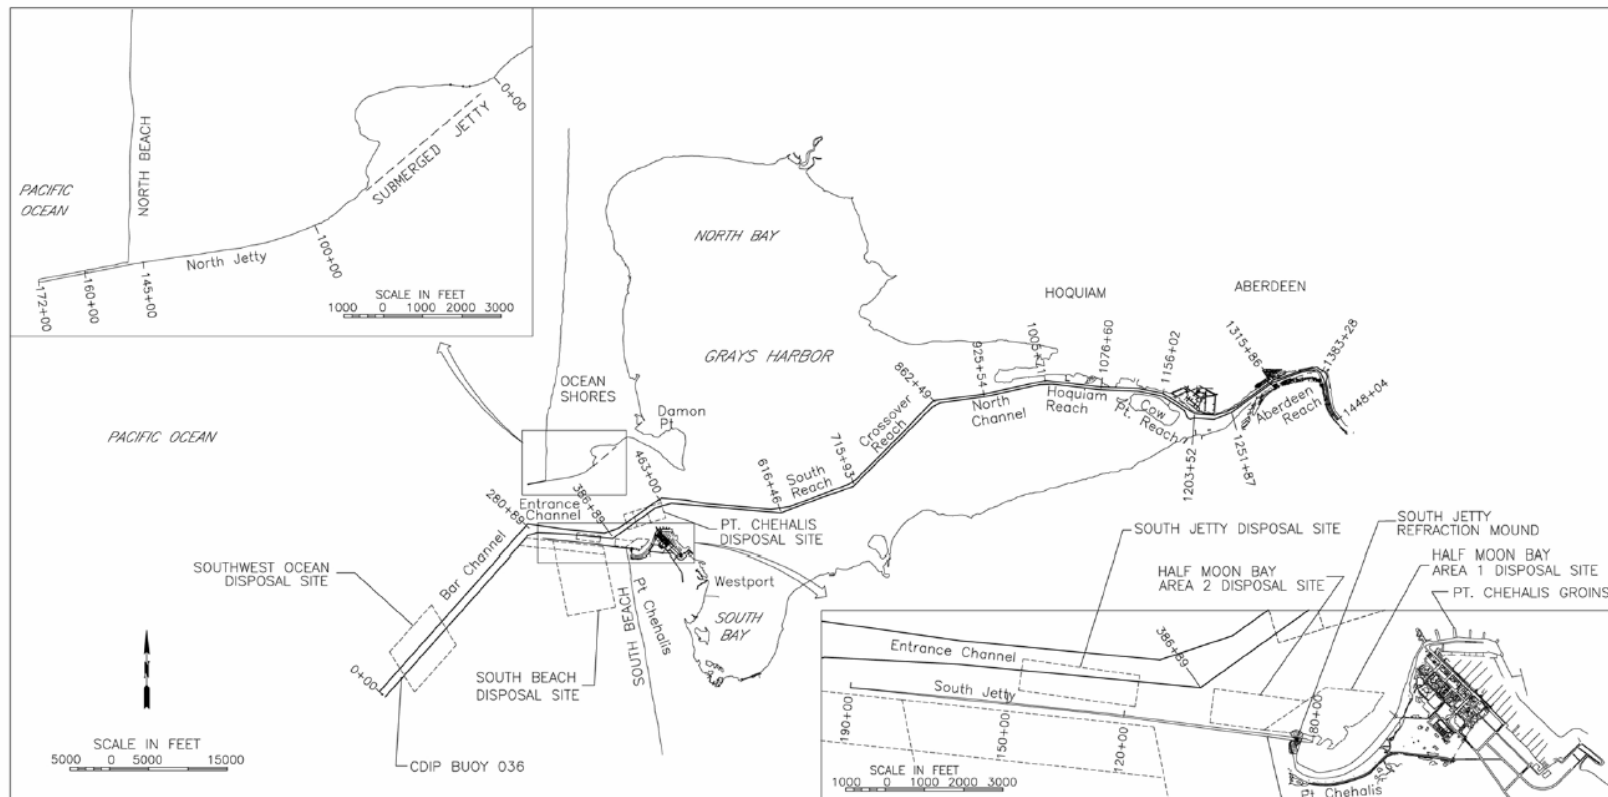 PACIFIC
OCEAN
NORTH BEACH
SUBMERGED JETTY
0+00
North Jetty
100+00
145+00
160+00
172+00
SCALE IN FEET
1000 0 1000 2000 3000
NORTH BAY
GRAYS HARBOR
HOQUIAM
ABERDEEN
PACIFIC OCEAN
OCEAN
SHORES
Damon
Pt
862+49
925+54
1005+71
1076+60
1156+02
1315+86
1383+28
1448+04
North
Channel
Hoquiam
Reach
Cow
Pt.
Reach
Aberdeen
Reach
1203+52
1251+87
Crossover
Reach
715+93
South
Reach
616+46
463+00
386+89
280+89
Entrance
Channel
PT. CHEHALIS
DISPOSAL SITE
Bar Channel
SOUTHWEST OCEAN
DISPOSAL SITE
0+00
CDIP BUOY 036
SOUTH BEACH
DISPOSAL SITE
SOUTH BEACH
Pt Chehalis
Westport
SOUTH
BAY
N
SCALE IN FEET
5000 0 5000 15000
SOUTH JETTY DISPOSAL SITE
SOUTH JETTY
REFRACTION MOUND
HALF MOON BAY
AREA 2 DISPOSAL SITE
HALF MOON BAY
AREA 1 DISPOSAL SITE
PT. CHEHALIS GROINS
Entrance Channel
386+89
South Jetty
190+00
150+00
120+00
80+00
SCALE IN FEET
1000 0 1000 2000 3000
Pt Chehalis